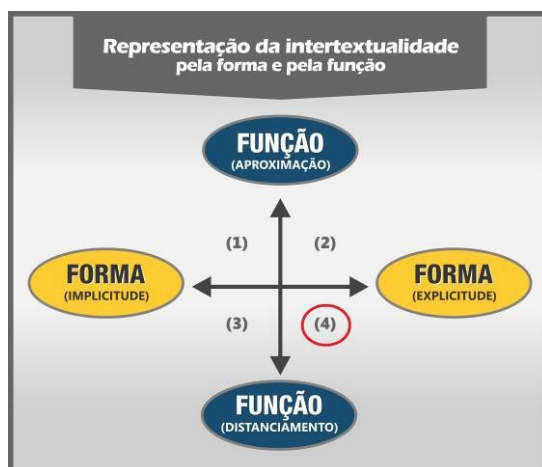 Representação da intertextualidade
pela forma e pela função
FUNÇÃO
(APROXIMAÇÃO)
(1) (2)
FORMA
(IMPLICITUDE)
FORMA
(EXPLICITUDE)
(3) (4)
FUNÇÃO
(DISTANCIAMENTO)